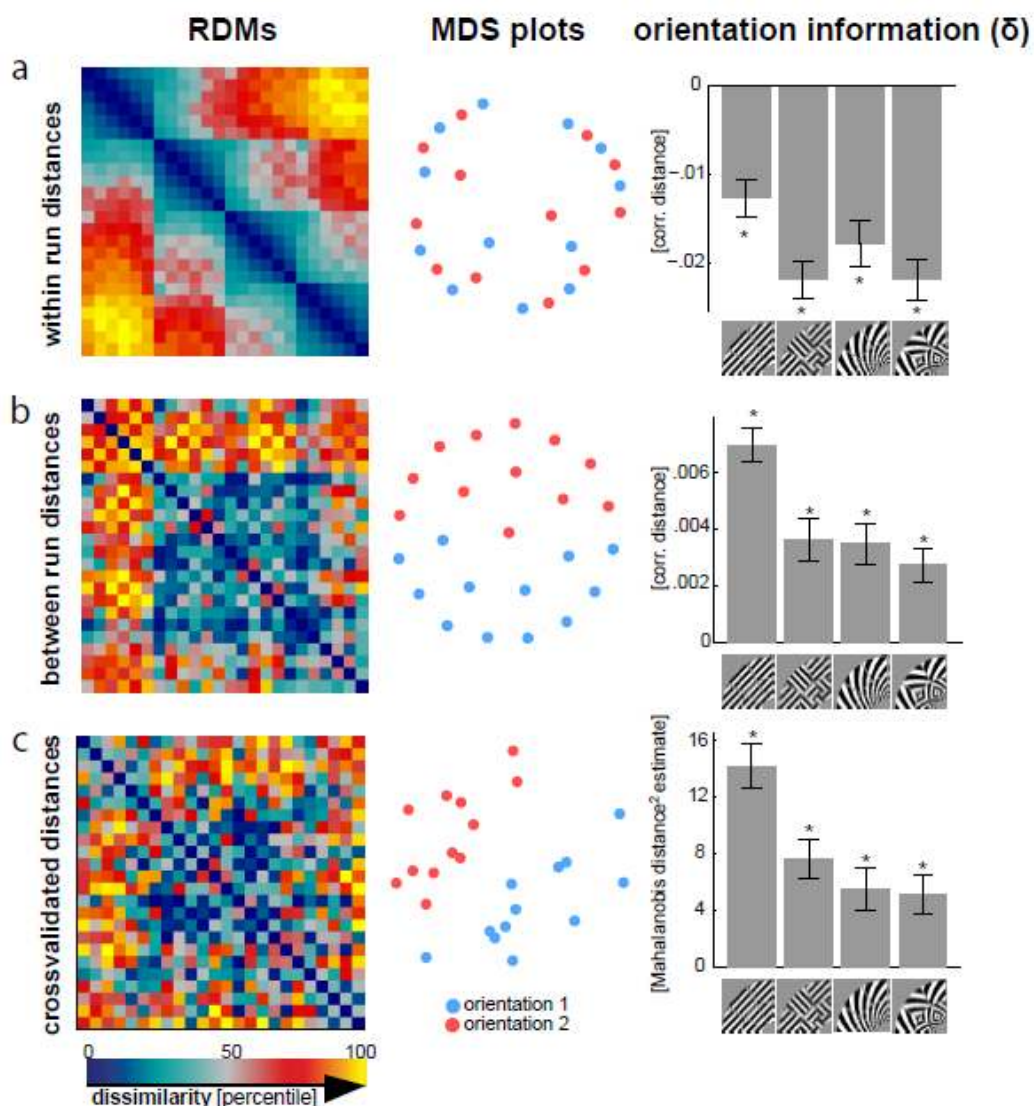 RDMs
MDS plots
orientation information (δ)
a
within run distances
[corr. distance]
0
−.01
−.02
*
*
*
*
b
between run distances
[corr. distance]
.006
.004
.002
0
*
*
*
*
c
crossvalidated distances
[Mahalanobis distance² estimate]
16
12
8
4
0
*
*
*
*
orientation 1
orientation 2
0
50
100
dissimilarity [percentile]